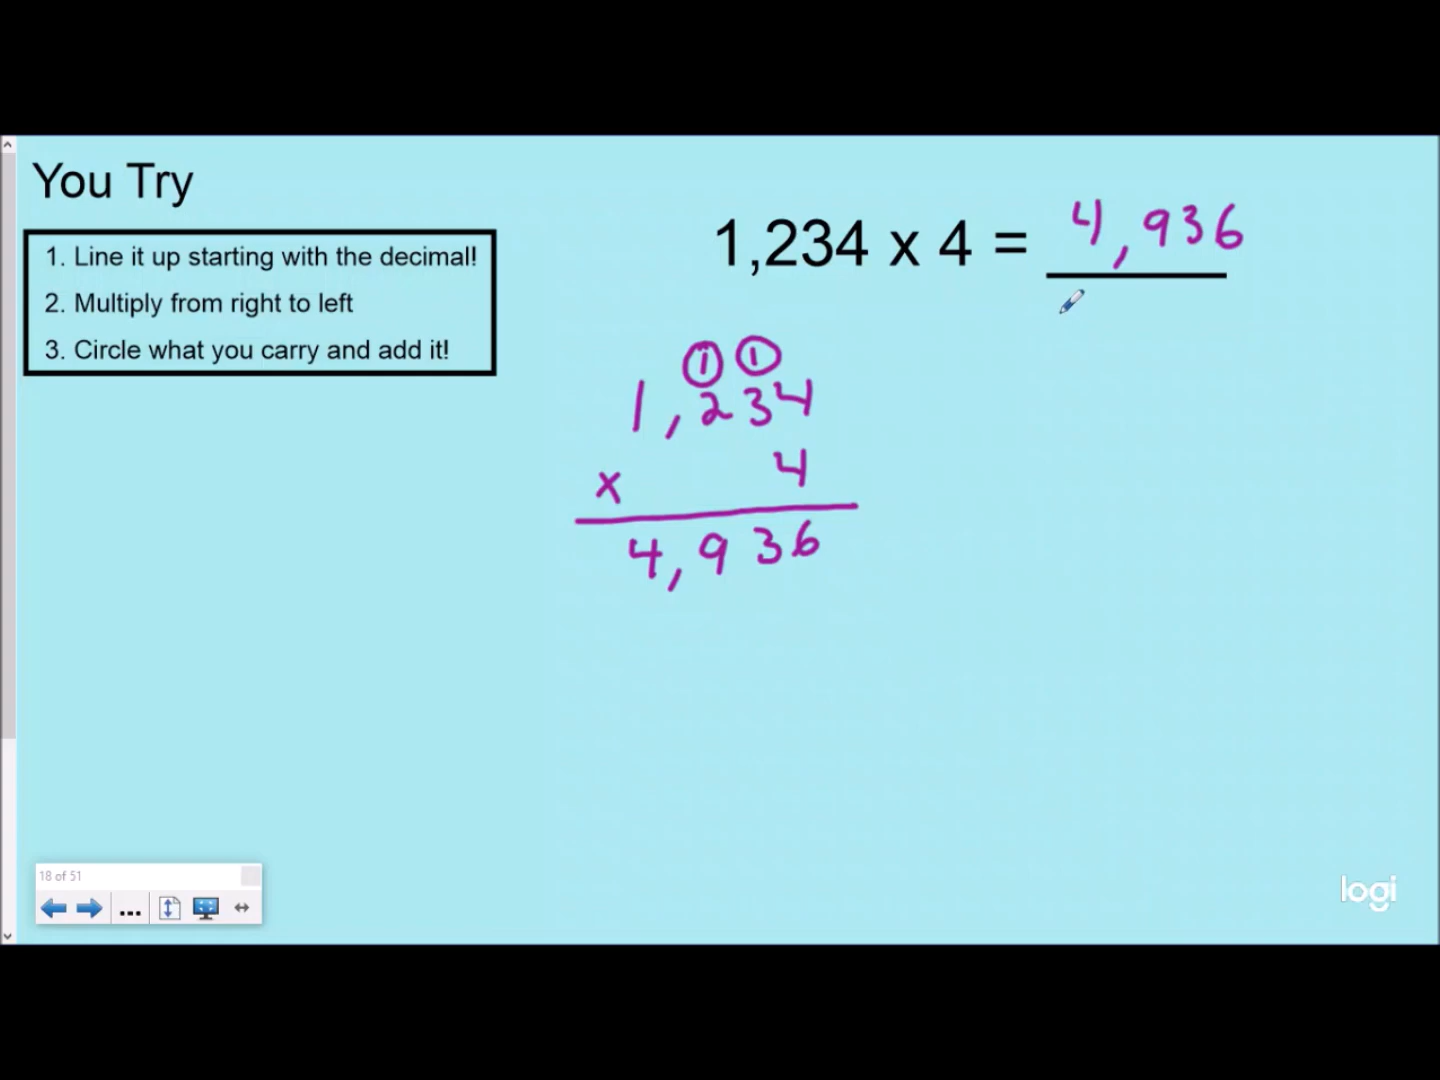 You Try
1. Line it up starting with the decimal!
2. Multiply from right to left
3. Circle what you carry and add it!
1,234 x 4 = 4,936
1 1
1,234
x 4
4,936
18 of 51
...
logi